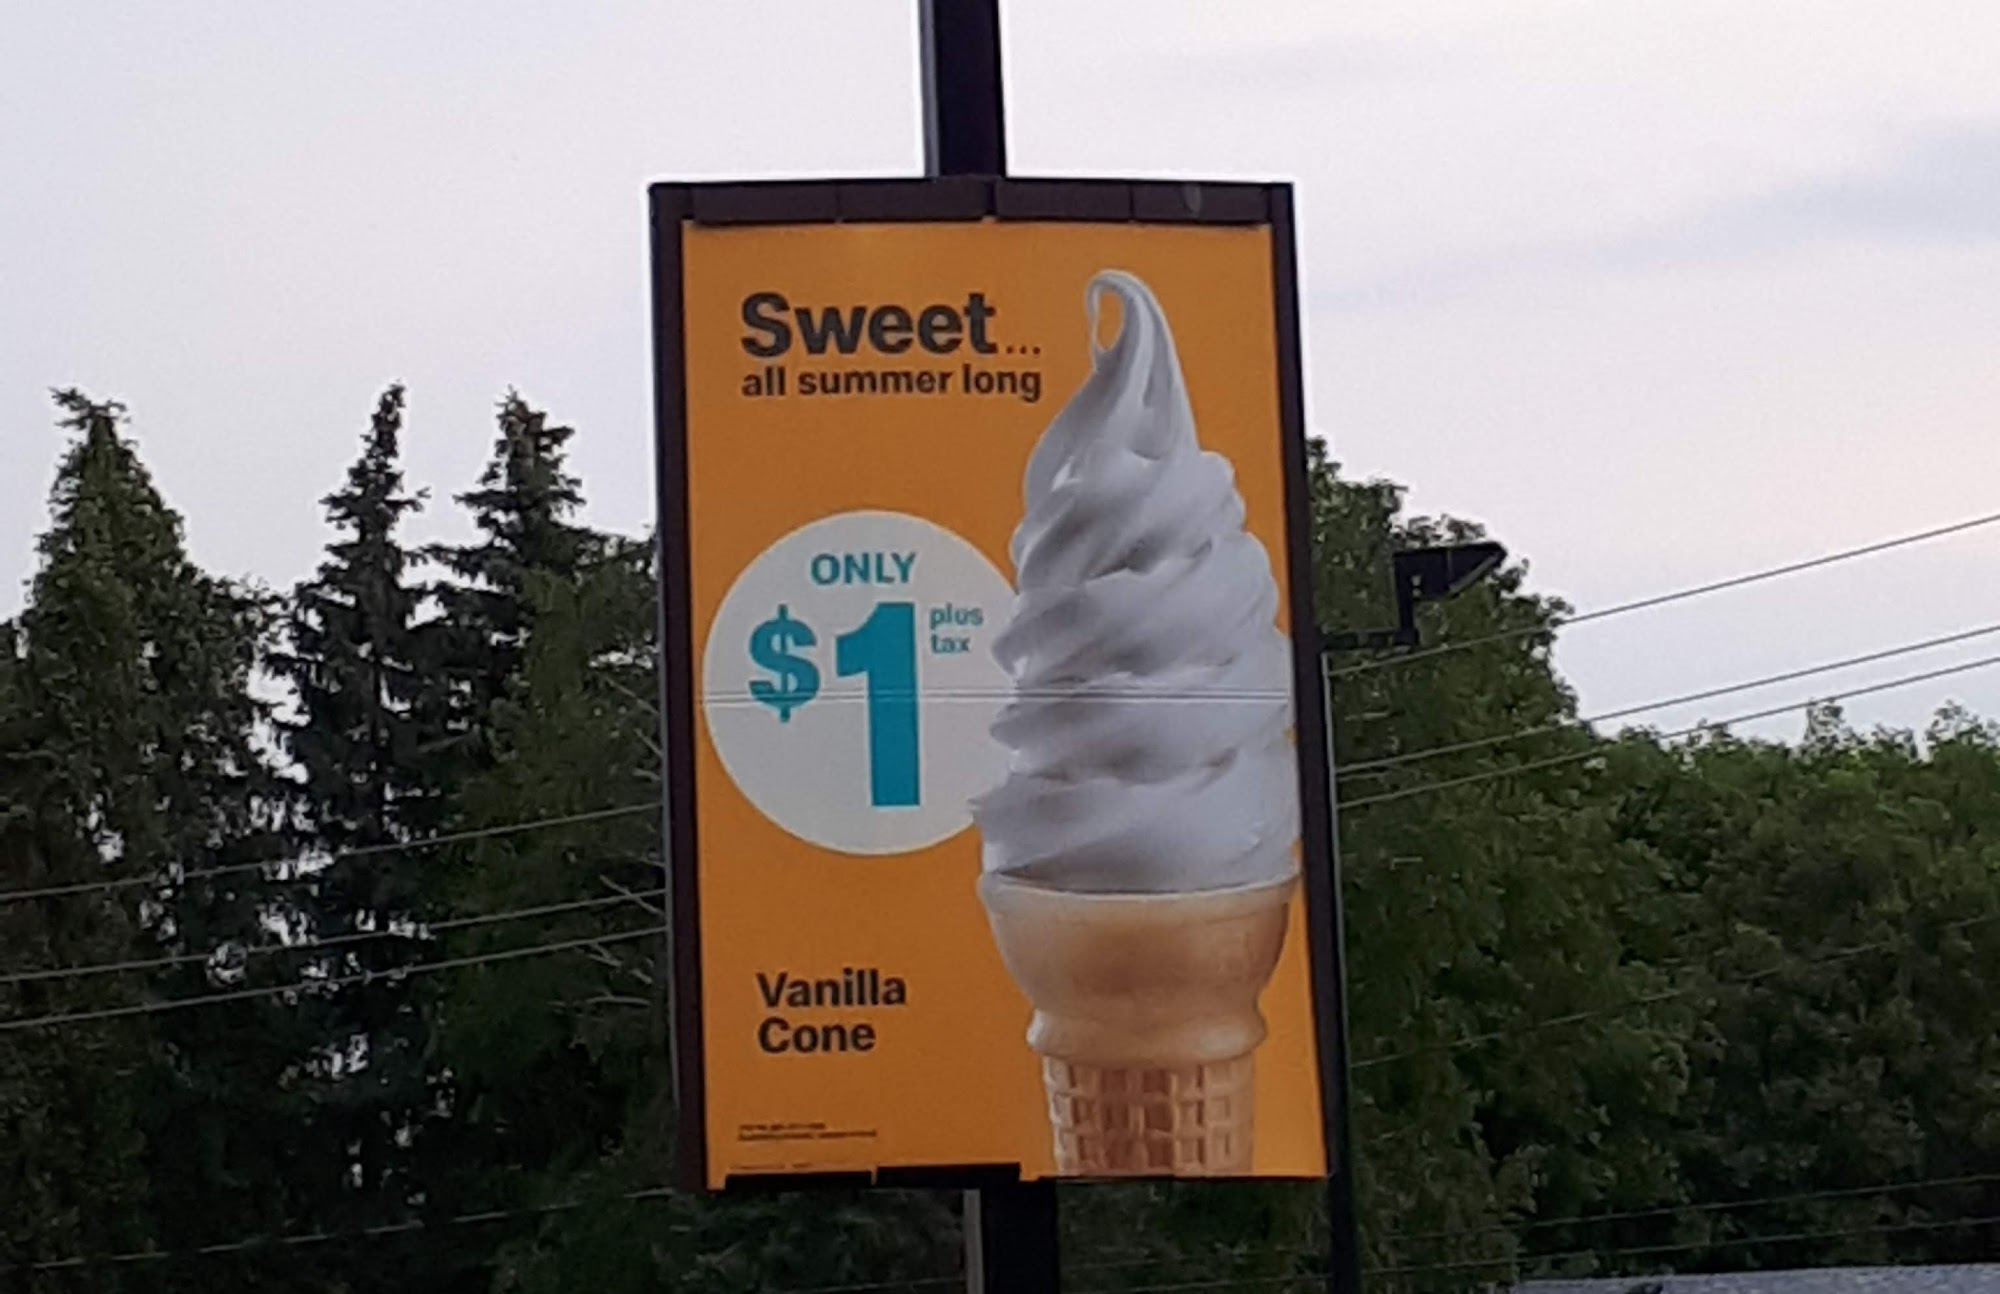 Sweet...
all summer long
ONLY
$1 plus
tax
Vanilla
Cone